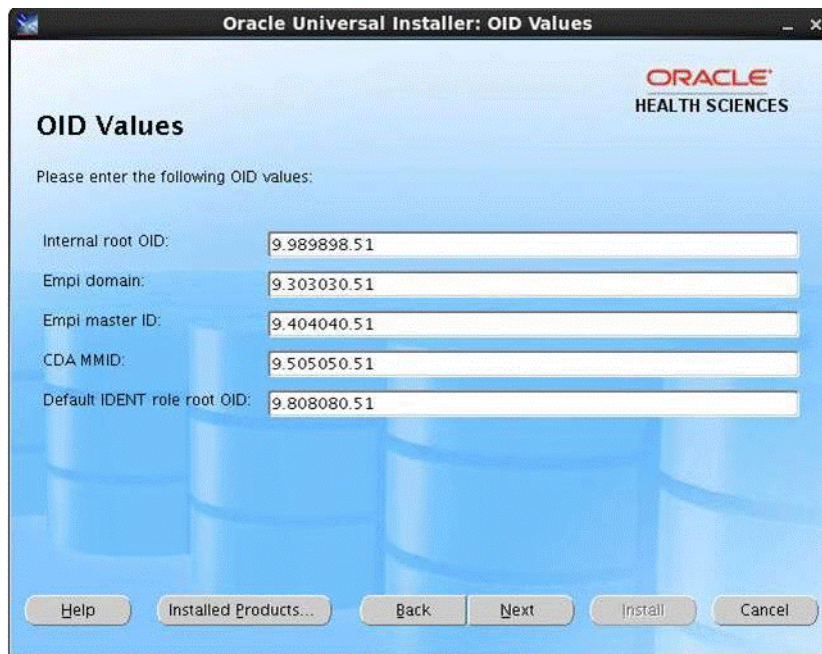 Oracle Universal Installer: OID Values
ORACLE
HEALTH SCIENCES
OID Values
Please enter the following OID values:
Internal root OID: 9.989898.51
Empi domain: 9.303030.51
Empi master ID: 9.404040.51
CDA MMID: 9.505050.51
Default IDENT role root OID: 9.808080.51
Help Installed Products... Back Next Install Cancel